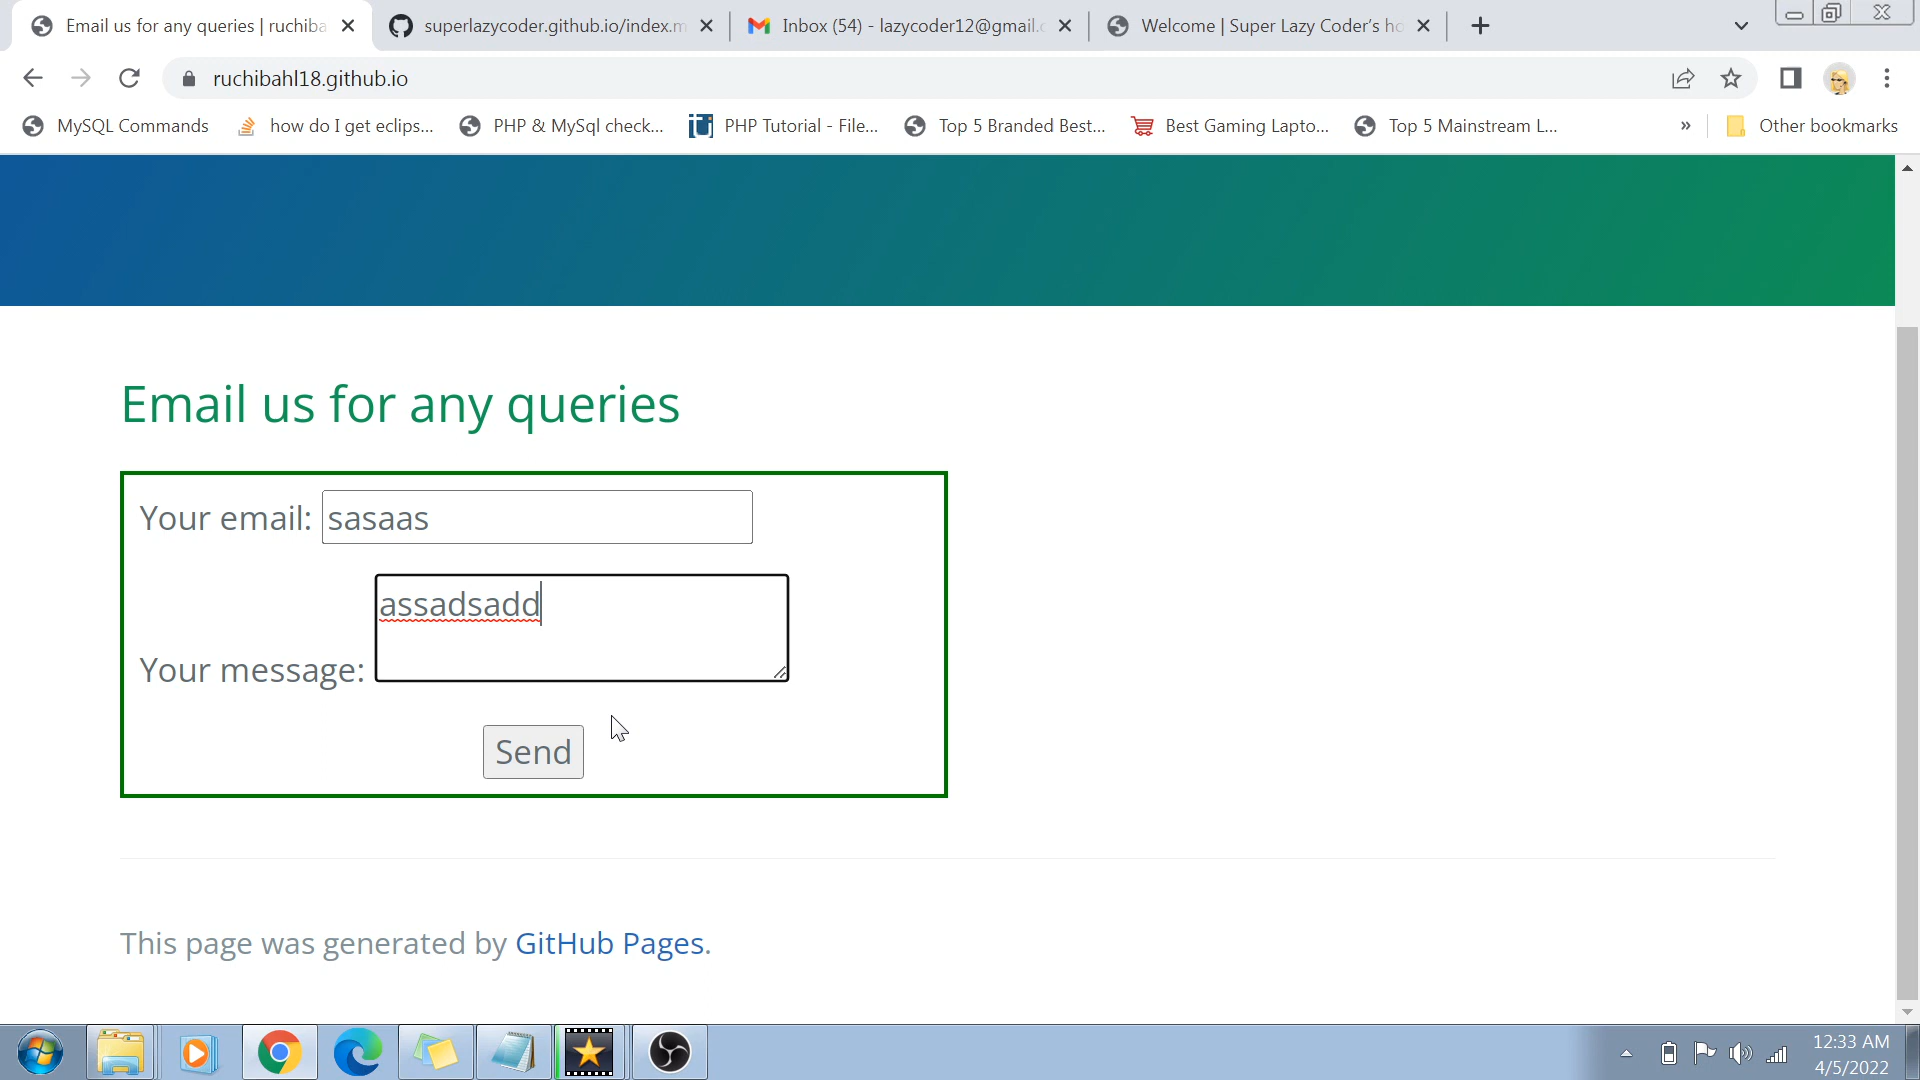 Email us for any queries | ruchiba
superlazycoder.github.io/index.m
Inbox (54) - lazycoder12@gmail.c
Welcome | Super Lazy Coder's ho
ruchibahl18.github.io
MySQL Commands
how do I get eclips...
PHP & MySql check...
PHP Tutorial - File...
Top 5 Branded Best...
Best Gaming Lapto...
Top 5 Mainstream L...
»
Other bookmarks
Email us for any queries
Your email: sasaas
assadsadd
Your message:
Send
This page was generated by GitHub Pages.
12:33 AM
4/5/2022